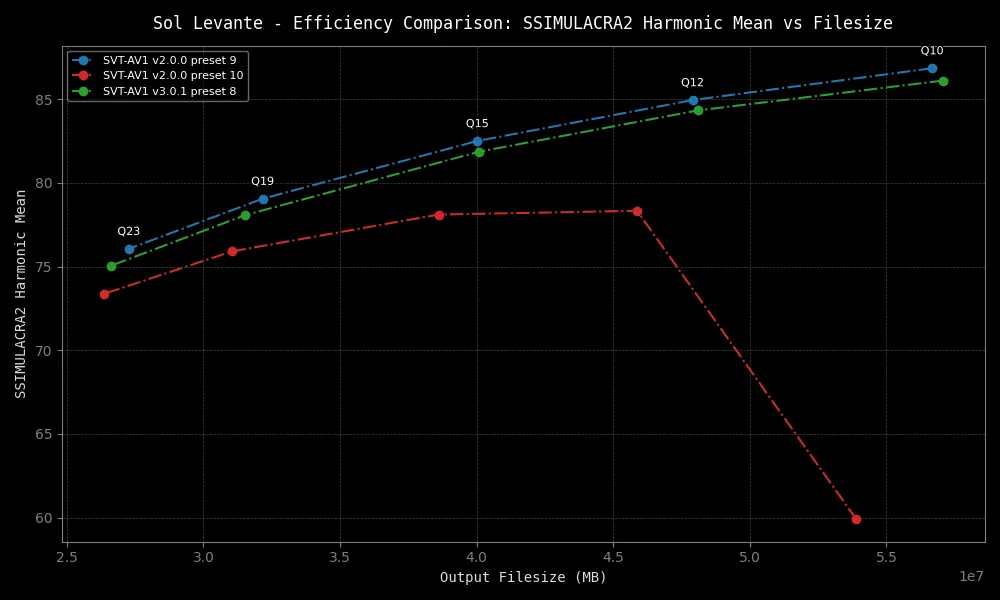 Sol Levante - Efficiency Comparison: SSIMULACRA2 Harmonic Mean vs Filesize
SVT-AV1 v2.0.0 preset 9
SVT-AV1 v2.0.0 preset 10
SVT-AV1 v3.0.1 preset 8
Q10
Q12
Q15
Q19
Q23
85
80
75
70
65
60
SSIMULACRA2 Harmonic Mean
2.5 3.0 3.5 4.0 4.5 5.0 5.5
1e7
Output Filesize (MB)